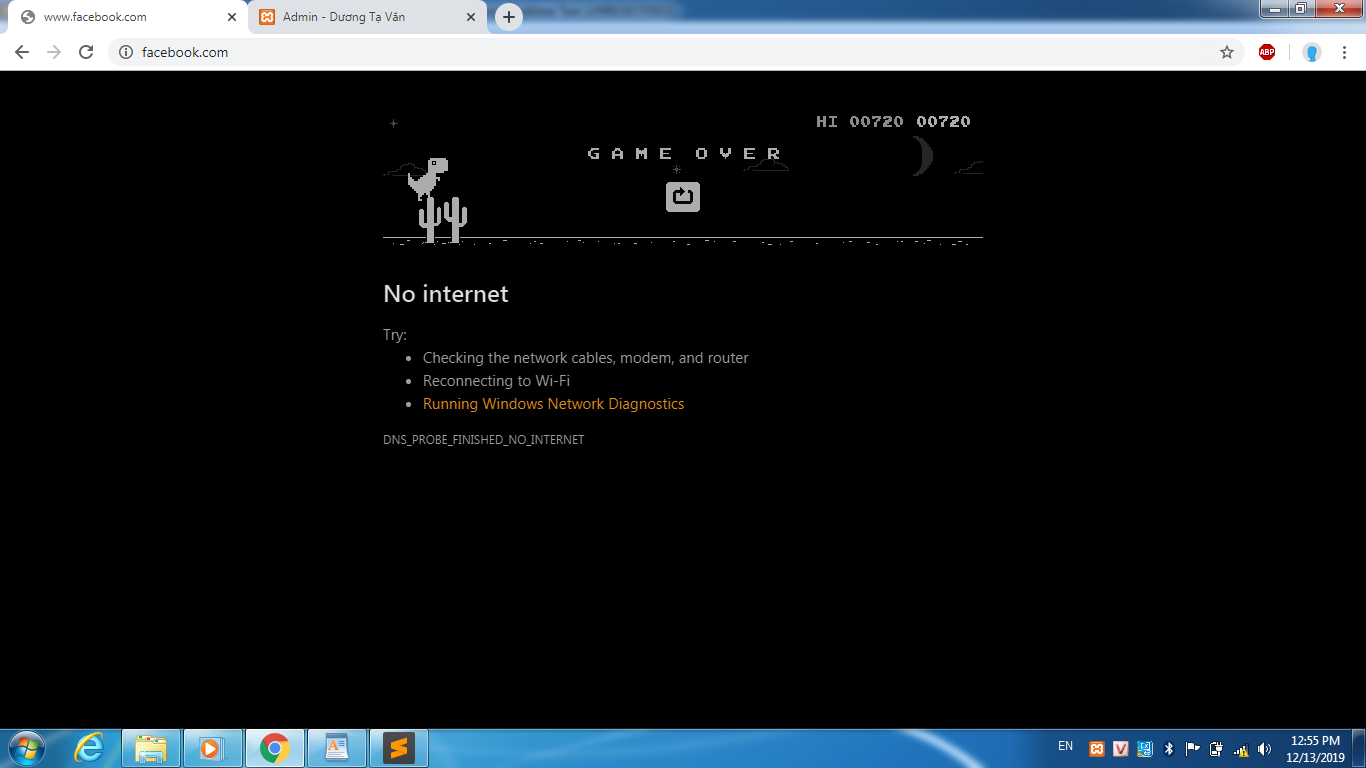 www.facebook.com
Admin - Dương Tạ Văn
facebook.com
ABP
HI 00720 00720
GAME OVER
No internet
Try:
Checking the network cables, modem, and router
Reconnecting to Wi-Fi
Running Windows Network Diagnostics
DNS_PROBE_FINISHED_NO_INTERNET
EN
V
12:55 PM
12/13/2019